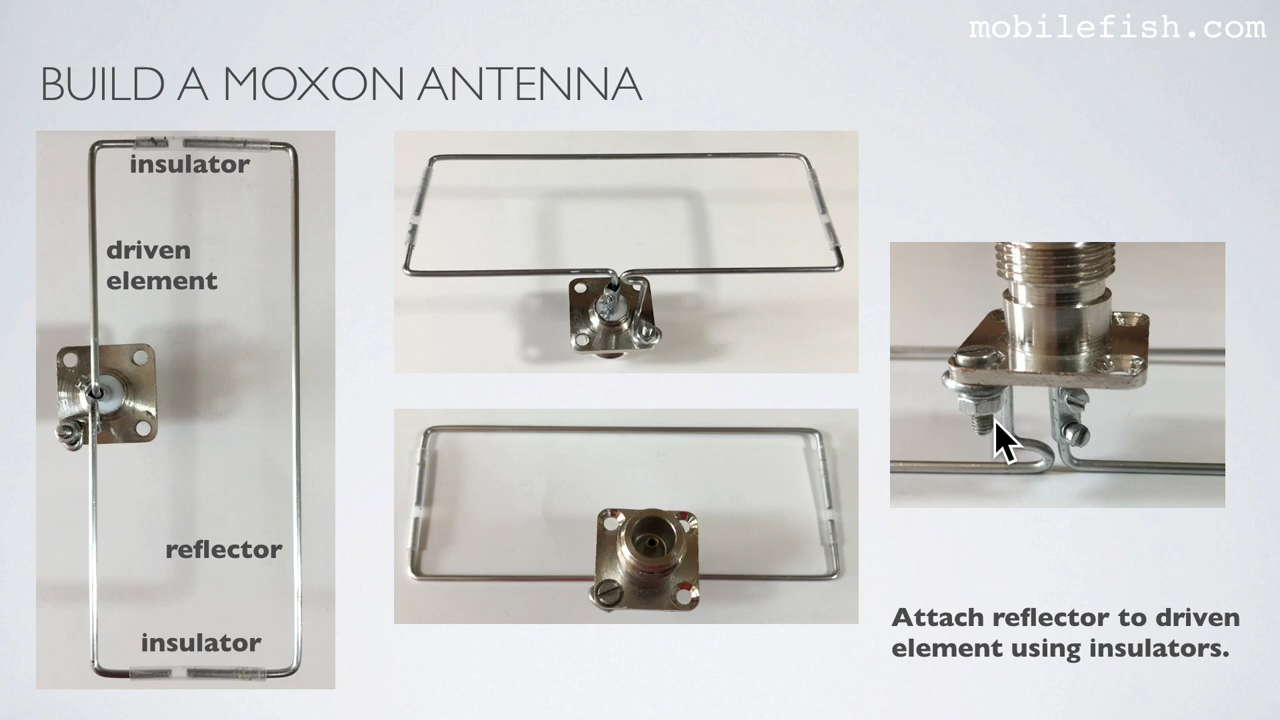 mobilefish.com
BUILD A MOXON ANTENNA
insulator
driven
element
reflector
insulator
Attach reflector to driven
element using insulators.